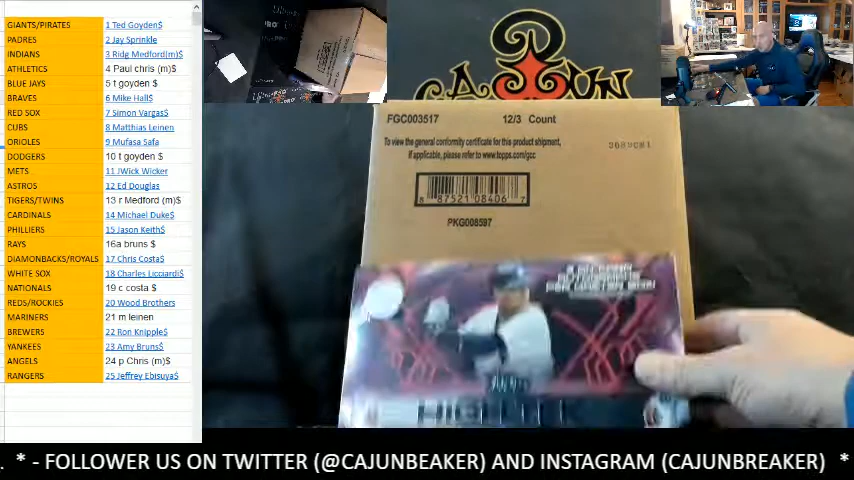 GIANTS/PIRATES 1 Ted Goyden$
PADRES 2 Jay Sprinkle
INDIANS 3 Ridg Medford(m)$
ATHLETICS 4 Paul chris (m)$
BLUE JAYS 5 t goyden $
BRAVES 6 Mike Hall$
RED SOX 7 Simon Vargas$
CUBS 8 Matthias Leinen
ORIOLES 9 Mufasa Safa
DODGERS 10 t goyden $
METS 11 JWick Wicker
ASTROS 12 Ed Douglas
TIGERS/TWINS 13 r Medford (m)$
CARDINALS 14 Michael Duke$
PHILLIES 15 Jason Keith$
RAYS 16a bruns $
DIAMONDBACKS/ROYALS 17 Chris Costa$
WHITE SOX 18 Charles Licciardi$
NATIONALS 19 c costa $
REDS/ROCKIES 20 Wood Brothers
MARINERS 21 m leinen
BREWERS 22 Ron Knipple$
YANKEES 23 Amy Bruns$
ANGELS 24 p Chris (m)$
RANGERS 25 Jeffrey Ebisuya$
CAJUN
FGC003517 12/3 Count
To view the general conformity certificate for this product shipment,
if applicable, please refer to www.topps.com/gcc
8 87521 08406 7
PKG008597
. * - FOLLOWER US ON TWITTER (@CAJUNBEAKER) AND INSTAGRAM (CAJUNBREAKER) *